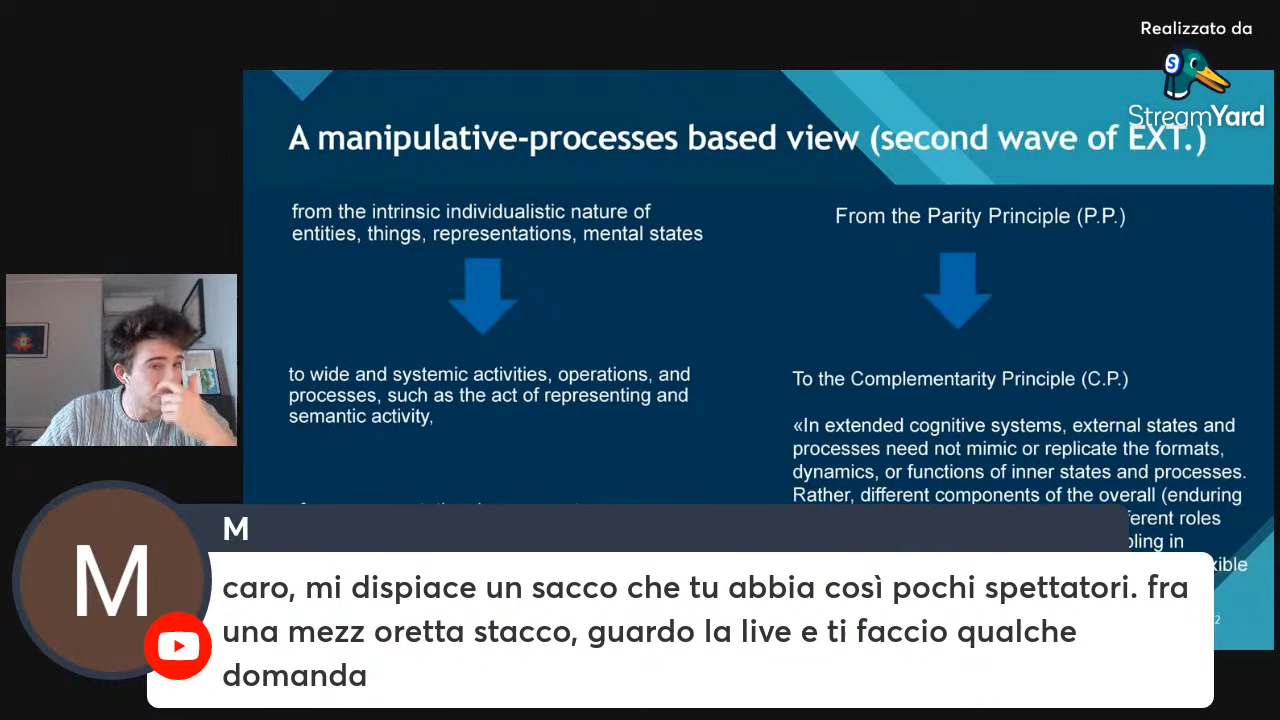 Realizzato da
StreamYard
A manipulative-processes based view (second wave of EXT.)
from the intrinsic individualistic nature of
entities, things, representations, mental states
to wide and systemic activities, operations, and
processes, such as the act of representing and
semantic activity,
From the Parity Principle (P.P.)
To the Complementarity Principle (C.P.)
«In extended cognitive systems, external states and
processes need not mimic or replicate the formats,
dynamics, or functions of inner states and processes.
Rather, different components of the overall (enduring
roles
in
2
M
M
caro, mi dispiace un sacco che tu abbia così pochi spettatori. fra
una mezz oretta stacco, guardo la live e ti faccio qualche
domanda